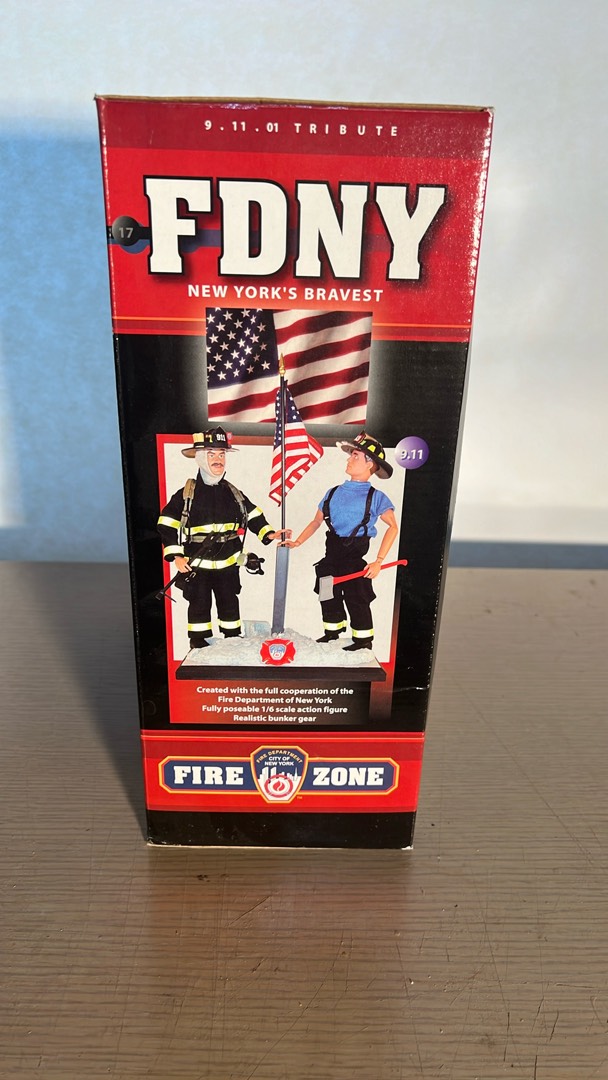 9.11.01 TRIBUTE
17
FDNY
NEW YORK'S BRAVEST
911
9.11
Created with the full cooperation of the
Fire Department of New York
Fully poseable 1/6 scale action figure
Realistic bunker gear
FIRE ZONE
FIRE DEPARTMENT
CITY OF
NEW YORK